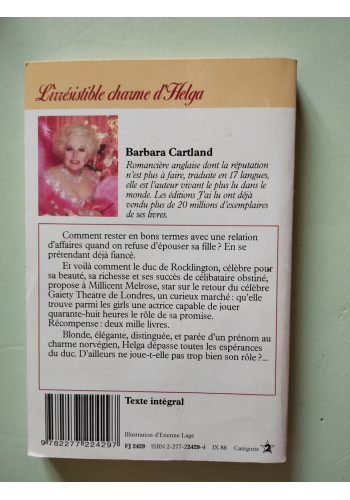 L'irrésistible charme d'Helga
Barbara Cartland
Romancière anglaise dont la réputation
n'est plus à faire, traduite en 17 langues,
elle est l'auteur vivant le plus lu dans le
monde. Les éditions J'ai lu ont déjà
vendu plus de 20 millions d'exemplaires
de ses livres.
Comment rester en bons termes avec une relation
d'affaires quand on refuse d'épouser sa fille? En se
prétendant déjà fiancé.
Et voilà comment le duc de Rocklington, célèbre pour
sa beauté, sa richesse et ses succès de célibataire obstiné,
propose à Millicent Melrose, star sur le retour du célèbre
Gaiety Theatre de Londres, un curieux marché: qu'elle
trouve parmi les girls une actrice capable de jouer
quarante-huit heures le rôle de sa promise.
Récompense: deux mille livres.
Blonde, élégante, distinguée, et parée d'un prénom au
charme norvégien, Helga dépasse toutes les espérances
du duc. D'ailleurs ne joue-t-elle pas trop bien son rôle?...
Texte intégral
Illustration d'Etienne Lage
9 782277 224297
FJ 2429 ISBN 2-277-22429-4 IX 88 Catégorie 2